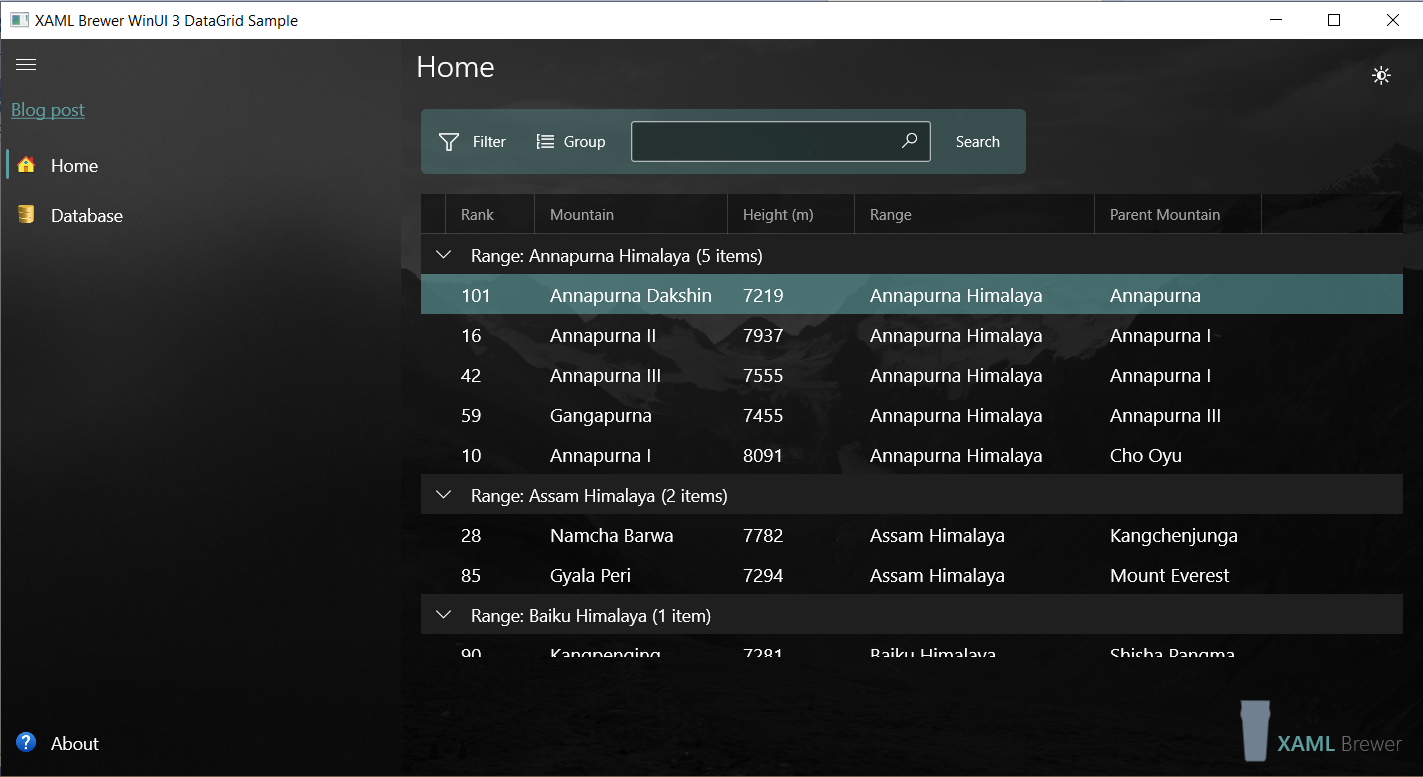 XAML Brewer WinUI 3 DataGrid Sample
Home
Blog post
Filter Group Search
Home
Database
Rank Mountain Height (m) Range Parent Mountain
Range: Annapurna Himalaya (5 items)
101 Annapurna Dakshin 7219 Annapurna Himalaya Annapurna
16 Annapurna II 7937 Annapurna Himalaya Annapurna I
42 Annapurna III 7555 Annapurna Himalaya Annapurna I
59 Gangapurna 7455 Annapurna Himalaya Annapurna III
10 Annapurna I 8091 Annapurna Himalaya Cho Oyu
Range: Assam Himalaya (2 items)
28 Namcha Barwa 7782 Assam Himalaya Kangchenjunga
85 Gyala Peri 7294 Assam Himalaya Mount Everest
Range: Baiku Himalaya (1 item)
90 Kangpenging 7281 Baiku Himalaya Shisha Pangma
About
XAML Brewer